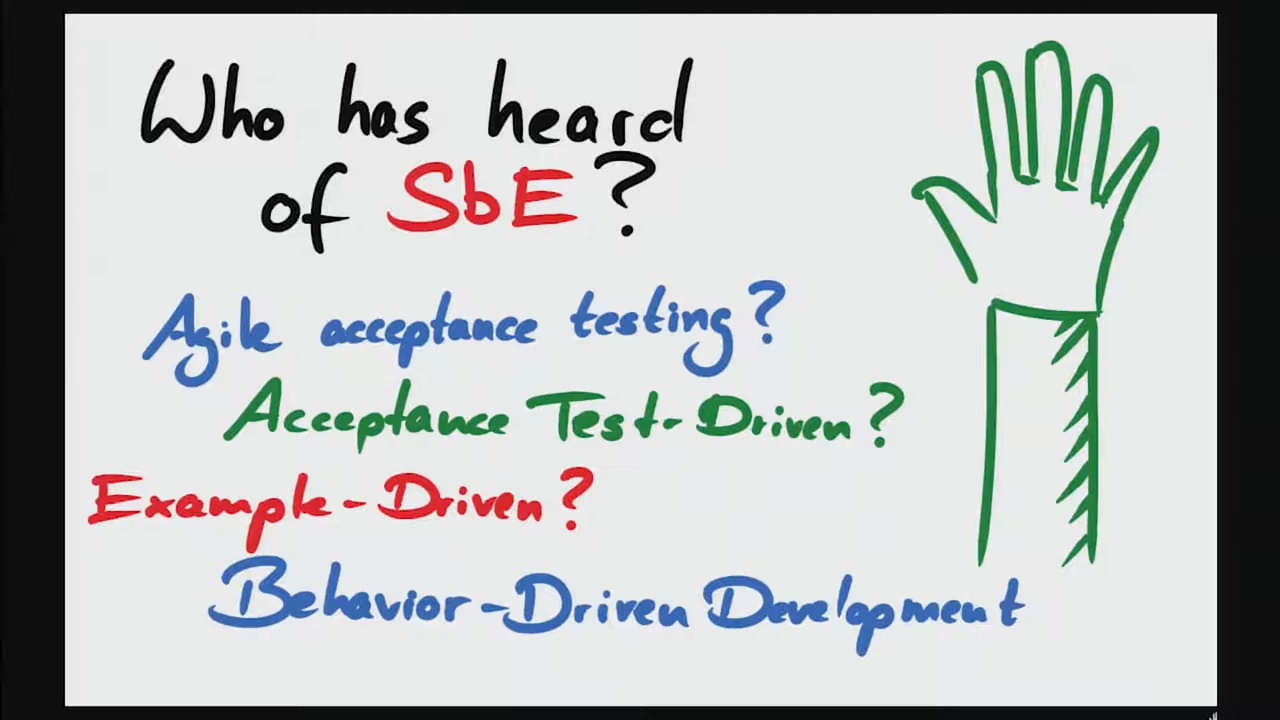 Who has heard
of SbE?
Agile acceptance testing?
Acceptance Test-Driven?
Example-Driven?
Behavior-Driven Development